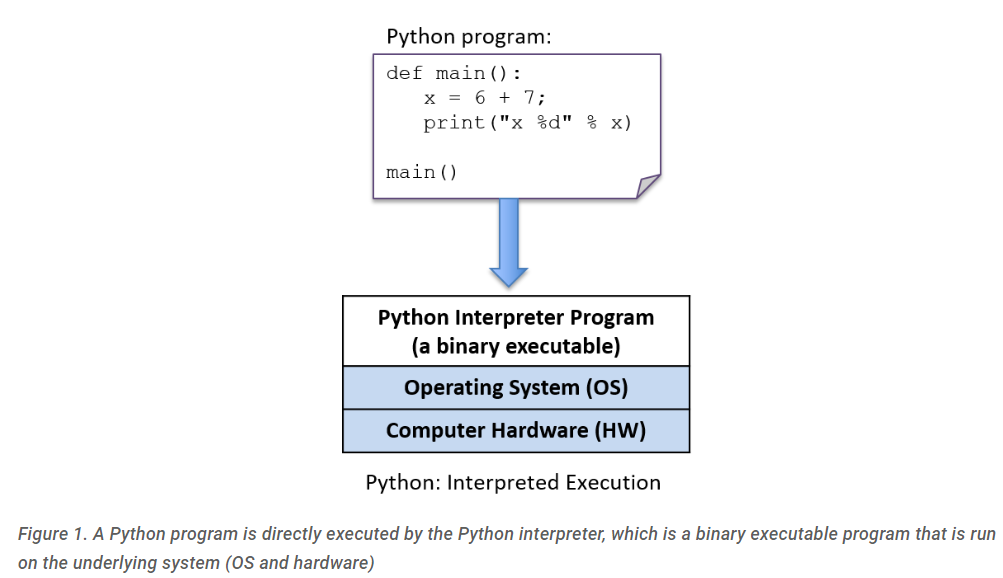 Python program:
def main():
   x = 6 + 7;
   print("x %d" % x)
main()
Python Interpreter Program
(a binary executable)
Operating System (OS)
Computer Hardware (HW)
Python: Interpreted Execution
Figure 1. A Python program is directly executed by the Python interpreter, which is a binary executable program that is run
on the underlying system (OS and hardware)